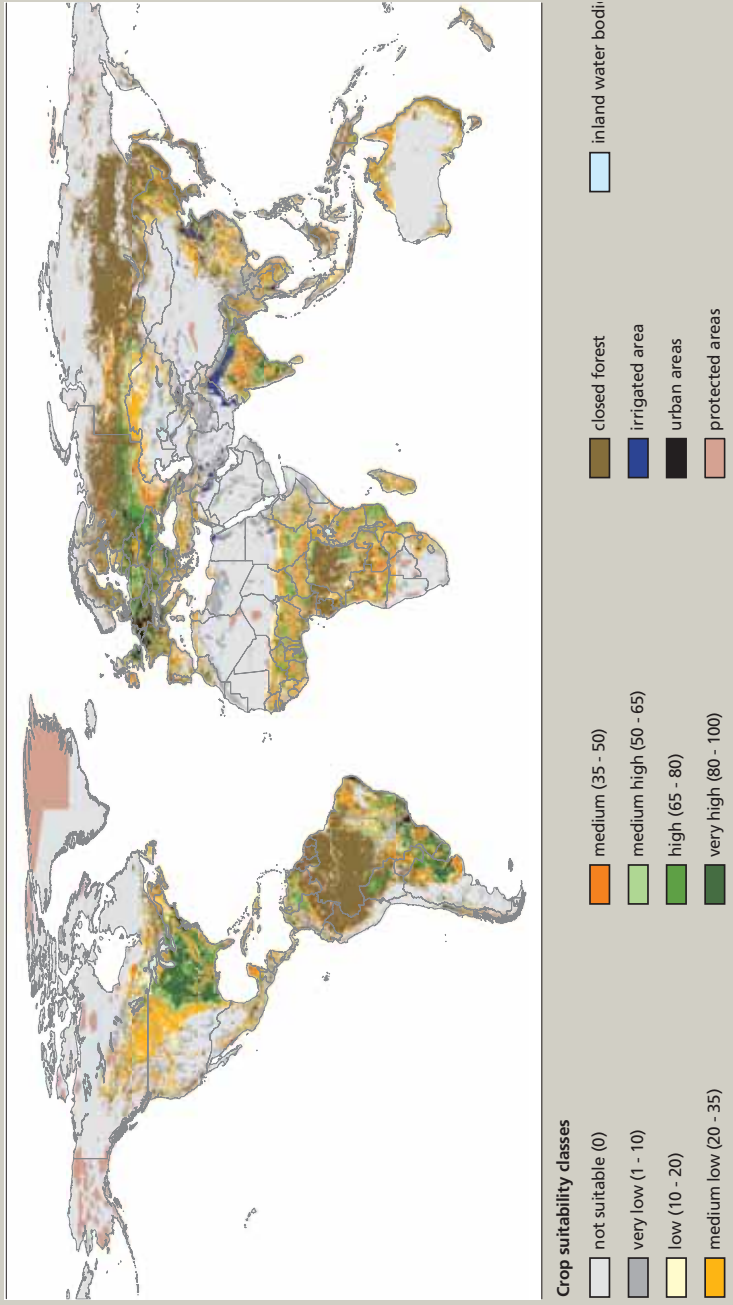 Crop suitability classes
not suitable (0)
very low (1 - 10)
low (10 - 20)
medium low (20 - 35)
medium (35 - 50)
medium high (50 - 65)
high (65 - 80)
very high (80 - 100)
closed forest
irrigated area
urban areas
protected areas
inland water bodi